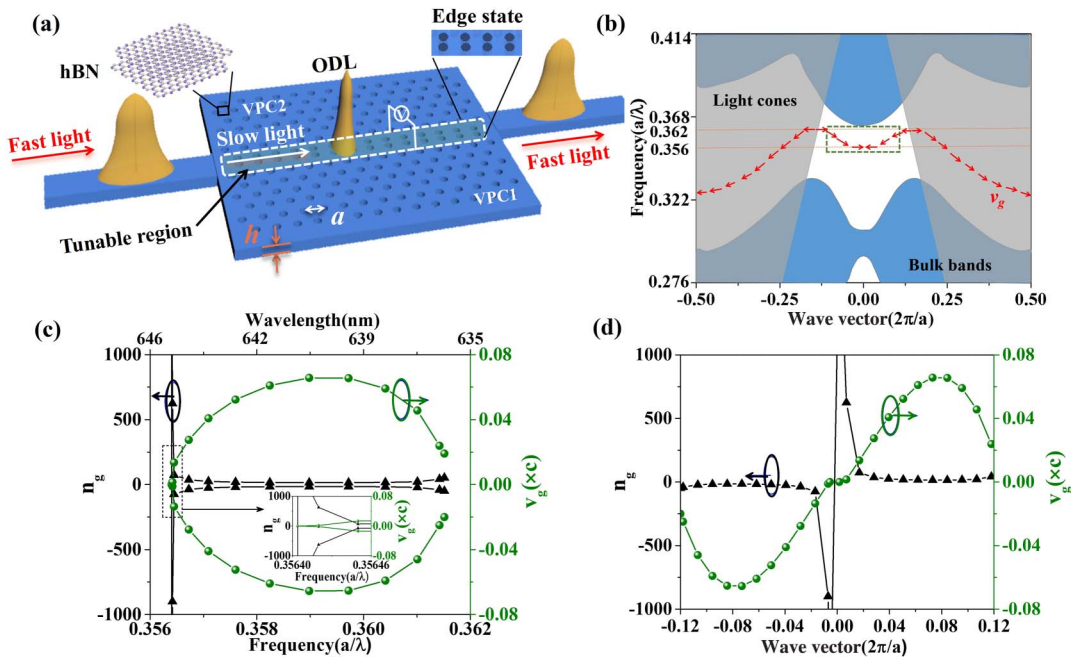 (a)
hBN
Edge state
ODL
VPC2
V
Fast light
Slow light
Fast light
VPC1
a
Tunable region
h
(b)
0.414
0.368
0.362
0.356
0.322
0.276
Frequency(a/λ)
Light cones
v_g
Bulk bands
-0.50 -0.25 0.00 0.25 0.50
Wave vector(2π/a)
(c)
Wavelength(nm)
646 642 639 635
1000
500
0
-500
-1000
n_g
0.08
0.04
0.00
-0.04
-0.08
v_g(×c)
1000
0
-1000
n_g
0.08
0.00
-0.08
v_g(×c)
0.35640 0.35646
Frequency(a/λ)
0.356 0.358 0.360 0.362
Frequency(a/λ)
(d)
1000
500
0
-500
-1000
n_g
0.08
0.04
0.00
-0.04
-0.08
v_g(×c)
-0.12 -0.08 -0.04 0.00 0.04 0.08 0.12
Wave vector(2π/a)